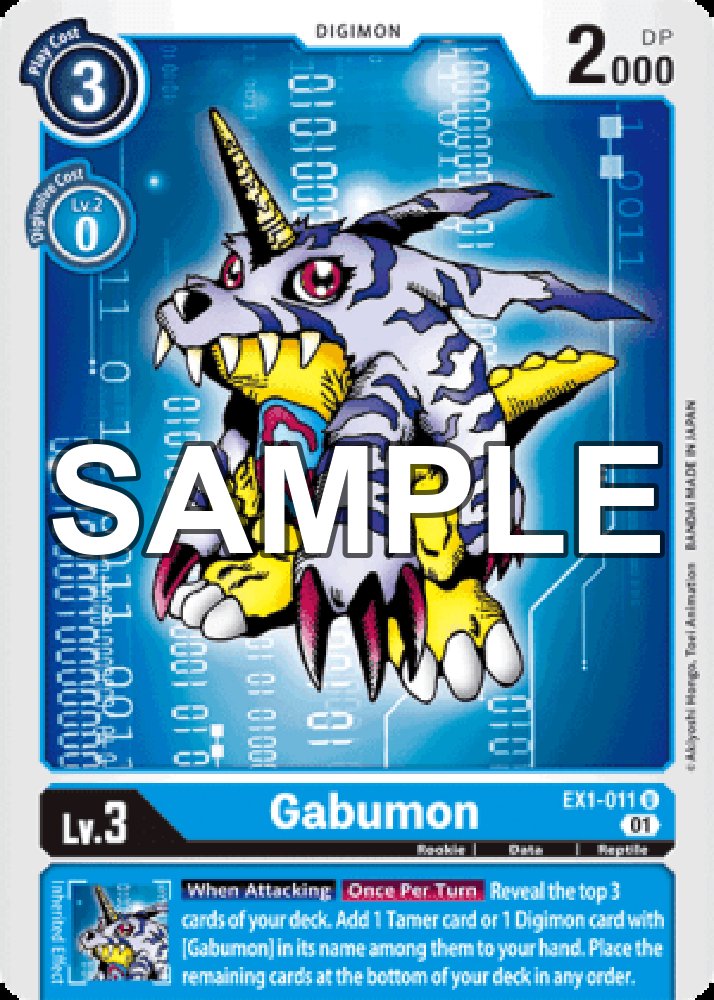 DIGIMON
Play Cost
3
DP
2000
Digivolve Cost
Lv.2
0
SAMPLE
©Akiyoshi Hongo, Toei Animation BANDAI MADE IN JAPAN
Lv.3
Gabumon
EX1-011 U
01
Rookie | Data | Reptile
Inherited Effect
When Attacking Once Per Turn Reveal the top 3
cards of your deck. Add 1 Tamer card or 1 Digimon card with
[Gabumon] in its name among them to your hand. Place the
remaining cards at the bottom of your deck in any order.